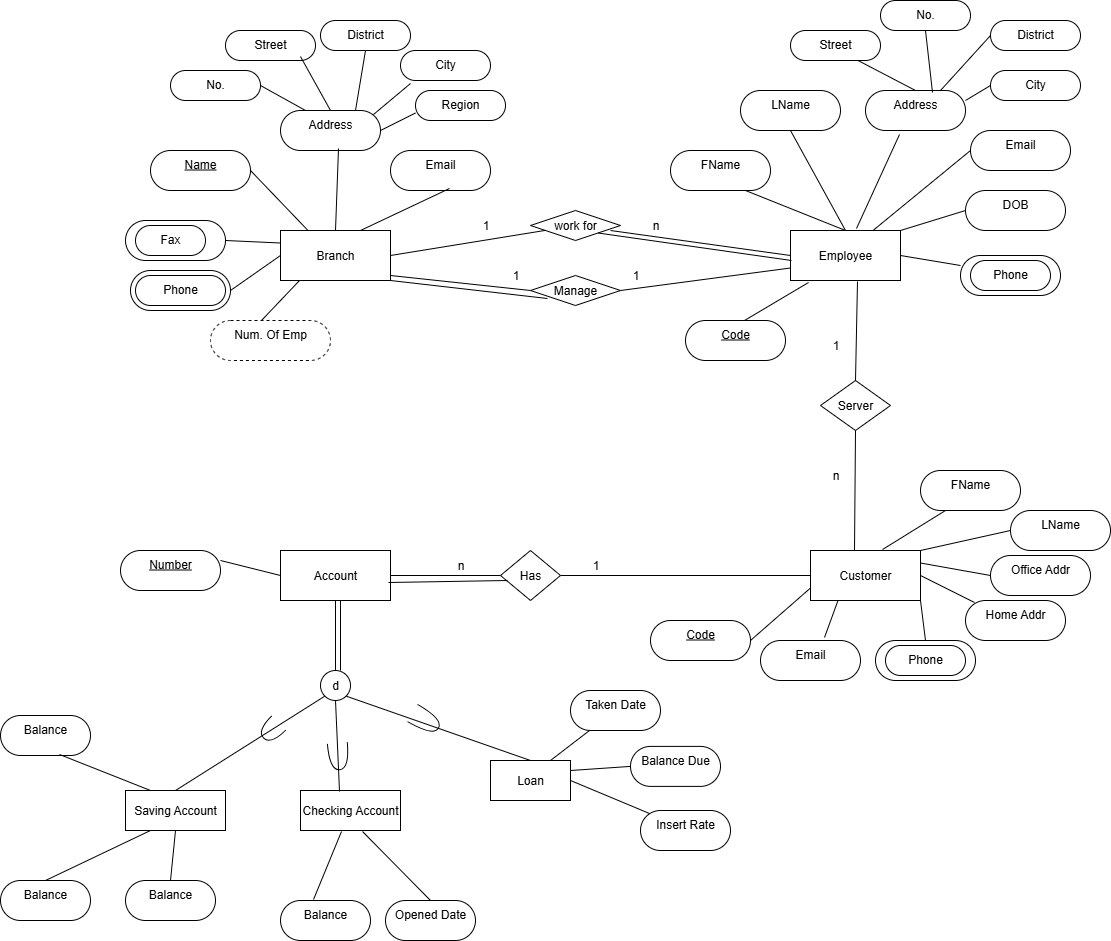 No.
Street
District
City
Region
Address
Name
Email
Fax
Phone
Branch
Num. Of Emp
1
work for
n
1
Manage
1
No.
Street
District
City
Address
LName
FName
Email
DOB
Employee
Phone
Code
1
Server
n
FName
LName
Office Addr
Home Addr
Customer
Code
Email
Phone
Number
Account
n
Has
1
d
Taken Date
Balance Due
Insert Rate
Loan
Balance
Saving Account
Balance
Balance
Checking Account
Balance
Opened Date